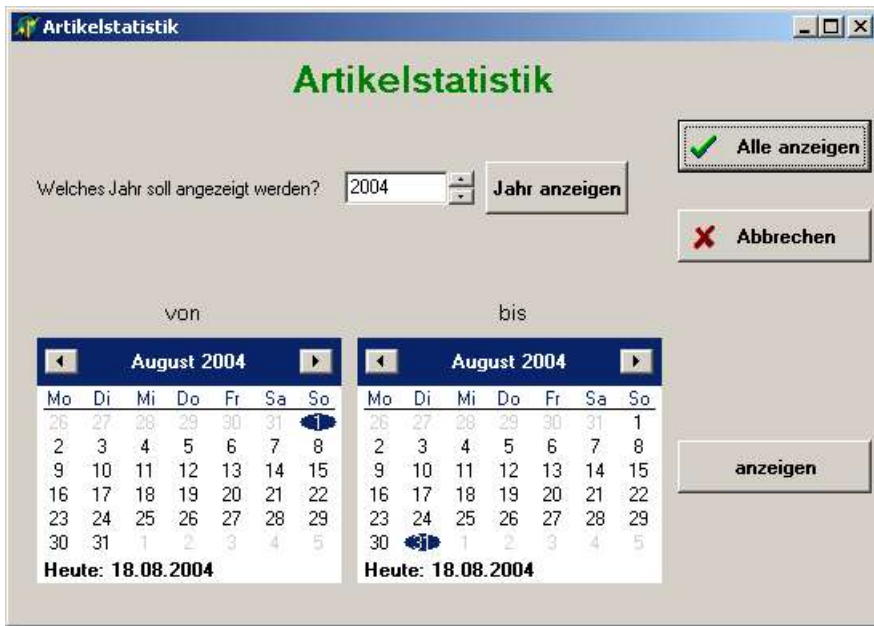 Artikelstatistik
Artikelstatistik
Alle anzeigen
Welches Jahr soll angezeigt werden? 2004 Jahr anzeigen
Abbrechen
von
August 2004
Mo Di Mi Do Fr Sa So
26 27 28 29 30 31 1
2 3 4 5 6 7 8
9 10 11 12 13 14 15
16 17 18 19 20 21 22
23 24 25 26 27 28 29
30 31 1 2 3 4 5
Heute: 18.08.2004
bis
August 2004
Mo Di Mi Do Fr Sa So
26 27 28 29 30 31 1
2 3 4 5 6 7 8
9 10 11 12 13 14 15
16 17 18 19 20 21 22
23 24 25 26 27 28 29
30 31 1 2 3 4 5
Heute: 18.08.2004
anzeigen